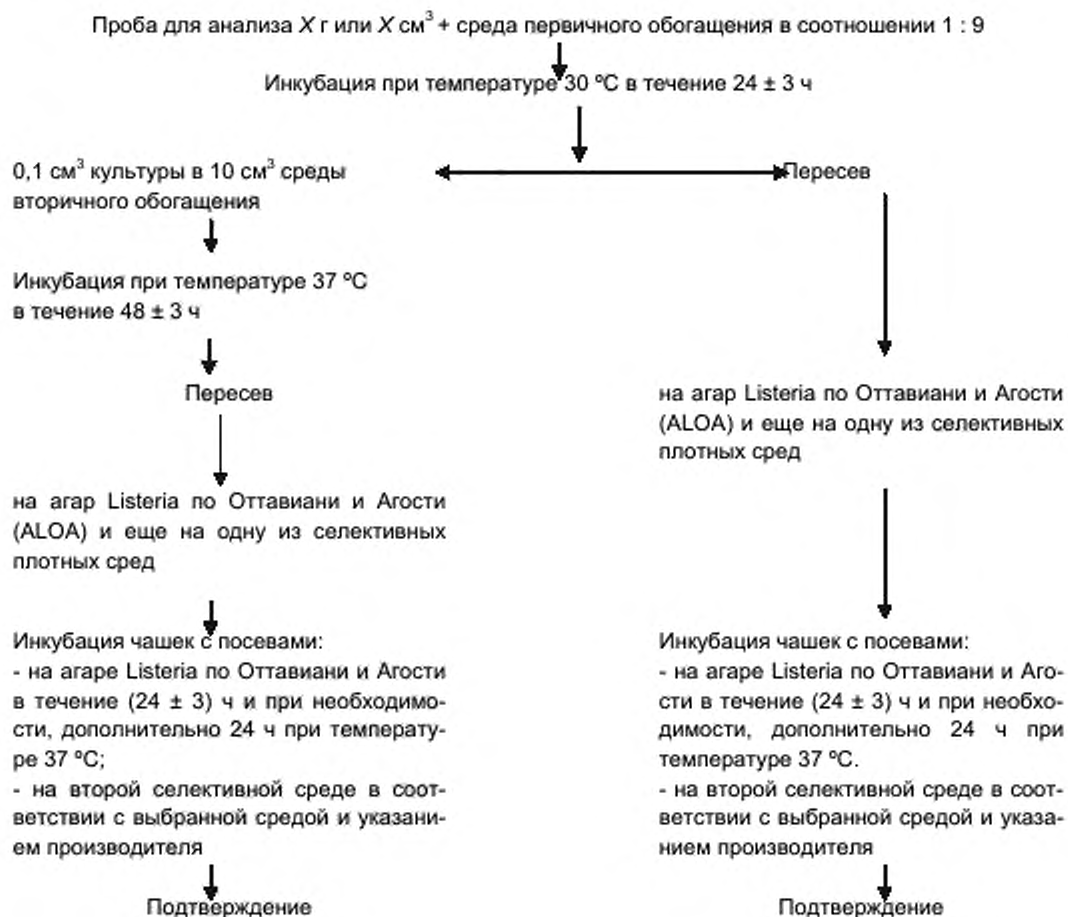 Проба для анализа X г или X см³ + среда первичного обогащения в соотношении 1 : 9
Инкубация при температуре 30 ºС в течение 24 ± 3 ч
0,1 см³ культуры в 10 см³ среды
вторичного обогащения
Пересев
Инкубация при температуре 37 ºС
в течение 48 ± 3 ч
Пересев
на агар Listeria по Оттавиани и Агости
(ALOA) и еще на одну из селективных
плотных сред
на агар Listeria по Оттавиани и Агости
(ALOA) и еще на одну из селективных
плотных сред
Инкубация чашек с посевами:
- на агаре Listeria по Оттавиани и Агости
в течение (24 ± 3) ч и при необходимо-
сти, дополнительно 24 ч при температу-
ре 37 ºС;
- на второй селективной среде в соот-
ветствии с выбранной средой и указани-
ем производителя
Подтверждение
Инкубация чашек с посевами:
- на агаре Listeria по Оттавиани и Аго-
сти в течение (24 ± 3) ч и при необхо-
димости, дополнительно 24 ч при
температуре 37 ºС.
- на второй селективной среде в соот-
ветствии с выбранной средой и указа-
нием производителя
Подтверждение